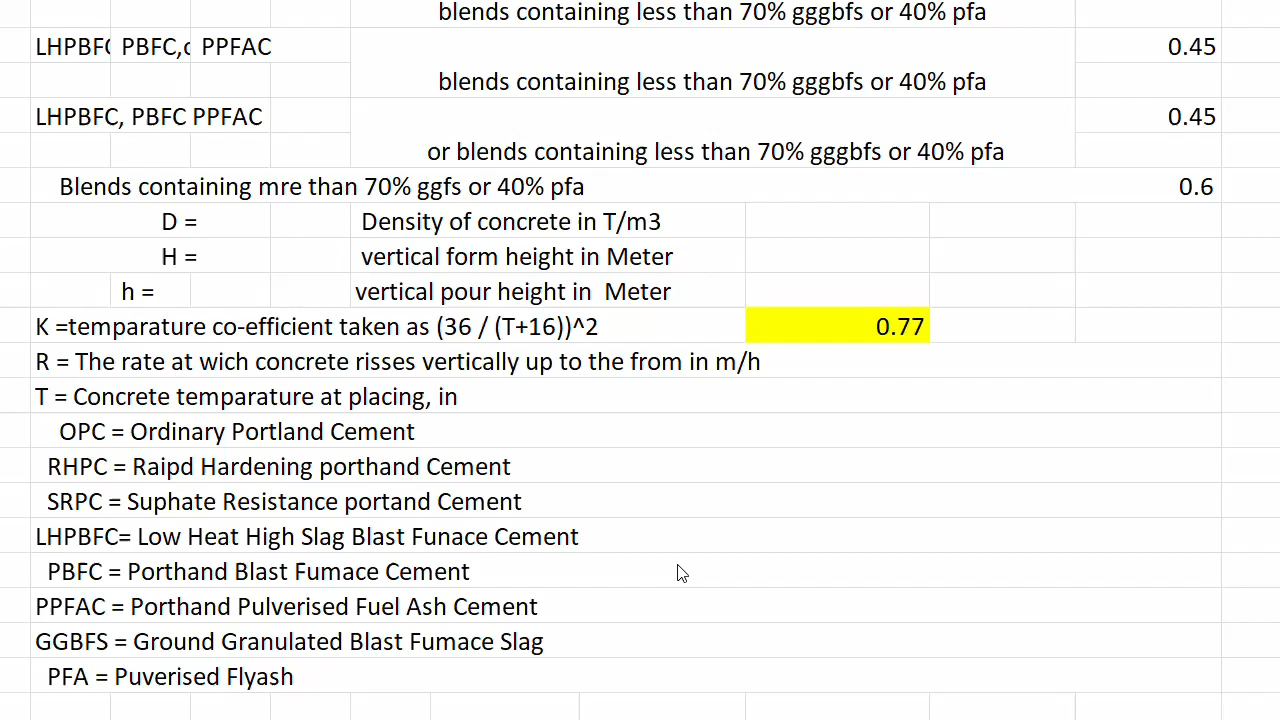 blends containing less than 70% gggbfs or 40% pfa
LHPBF PBFC, PPFAC 0.45
blends containing less than 70% gggbfs or 40% pfa
LHPBFC, PBFC PPFAC 0.45
or blends containing less than 70% gggbfs or 40% pfa
Blends containing mre than 70% ggfs or 40% pfa 0.6
D = Density of concrete in T/m3
H = vertical form height in Meter
h = vertical pour height in Meter
K =temparature co-efficient taken as (36 / (T+16))^2 0.77
R = The rate at wich concrete risses vertically up to the from in m/h
T = Concrete temparature at placing, in
OPC = Ordinary Portland Cement
RHPC = Raipd Hardening porthand Cement
SRPC = Suphate Resistance portand Cement
LHPBFC= Low Heat High Slag Blast Funace Cement
PBFC = Porthand Blast Fumace Cement
PPFAC = Porthand Pulverised Fuel Ash Cement
GGBFS = Ground Granulated Blast Fumace Slag
PFA = Puverised Flyash